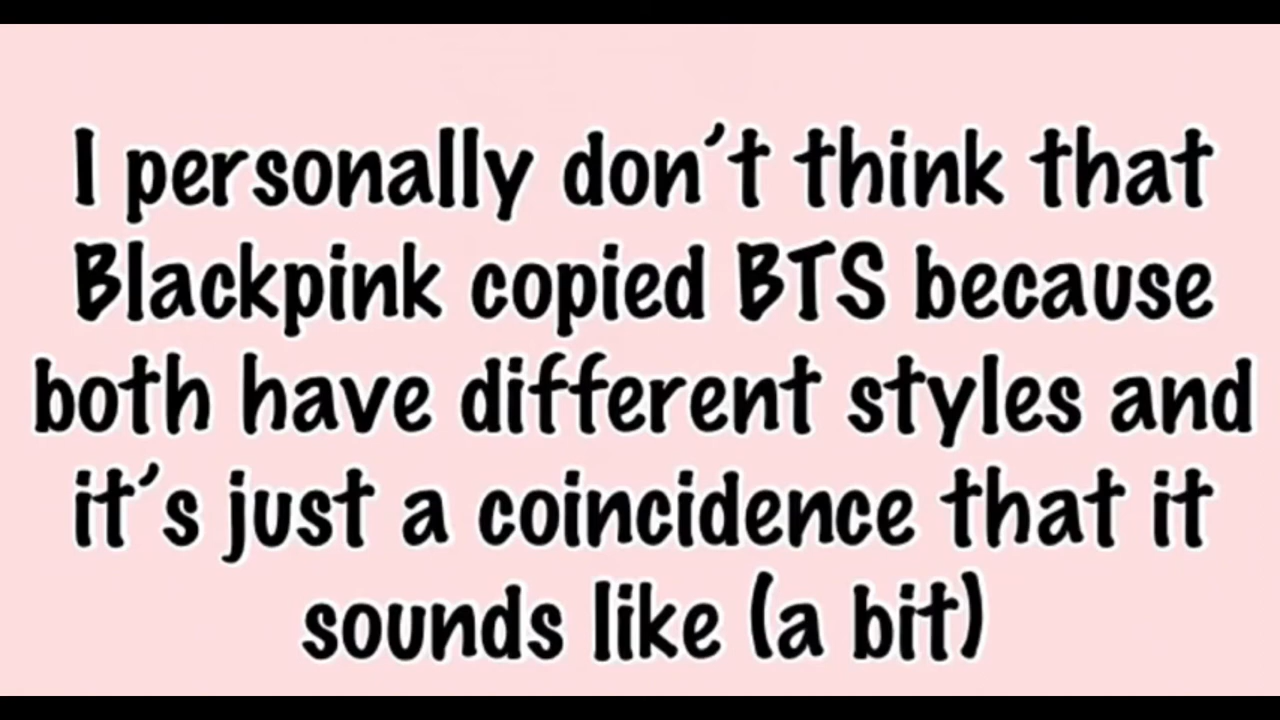 I personally don't think that
Blackpink copied BTS because
both have different styles and
it's just a coincidence that it
sounds like (a bit)